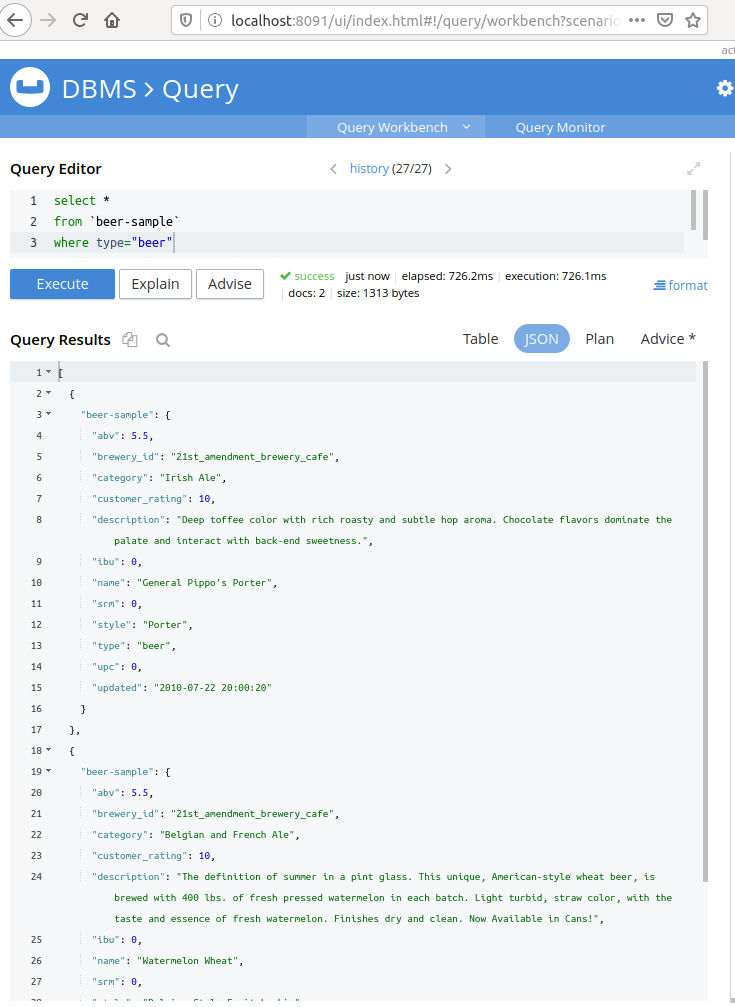 localhost:8091/ui/index.html#!/query/workbench?scenario
act
DBMS > Query
Query Workbench
Query Monitor
Query Editor
history (27/27)
1 select *
2 from `beer-sample`
3 where type="beer"
Execute
Explain
Advise
success just now elapsed: 726.2ms execution: 726.1ms
docs: 2 size: 1313 bytes
format
Query Results
Table
JSON
Plan
Advice *
1 [
2 {
3 "beer-sample": {
4 "abv": 5.5,
5 "brewery_id": "21st_amendment_brewery_cafe",
6 "category": "Irish Ale",
7 "customer_rating": 10,
8 "description": "Deep toffee color with rich roasty and subtle hop aroma. Chocolate flavors dominate the
palate and interact with back-end sweetness.",
9 "ibu": 0,
10 "name": "General Pippo's Porter",
11 "srm": 0,
12 "style": "Porter",
13 "type": "beer",
14 "upc": 0,
15 "updated": "2010-07-22 20:00:20"
16 }
17 },
18 {
19 "beer-sample": {
20 "abv": 5.5,
21 "brewery_id": "21st_amendment_brewery_cafe",
22 "category": "Belgian and French Ale",
23 "customer_rating": 10,
24 "description": "The definition of summer in a pint glass. This unique, American-style wheat beer, is
brewed with 400 lbs. of fresh pressed watermelon in each batch. Light turbid, straw color, with the
taste and essence of fresh watermelon. Finishes dry and clean. Now Available in Cans!",
25 "ibu": 0,
26 "name": "Watermelon Wheat",
27 "srm": 0,